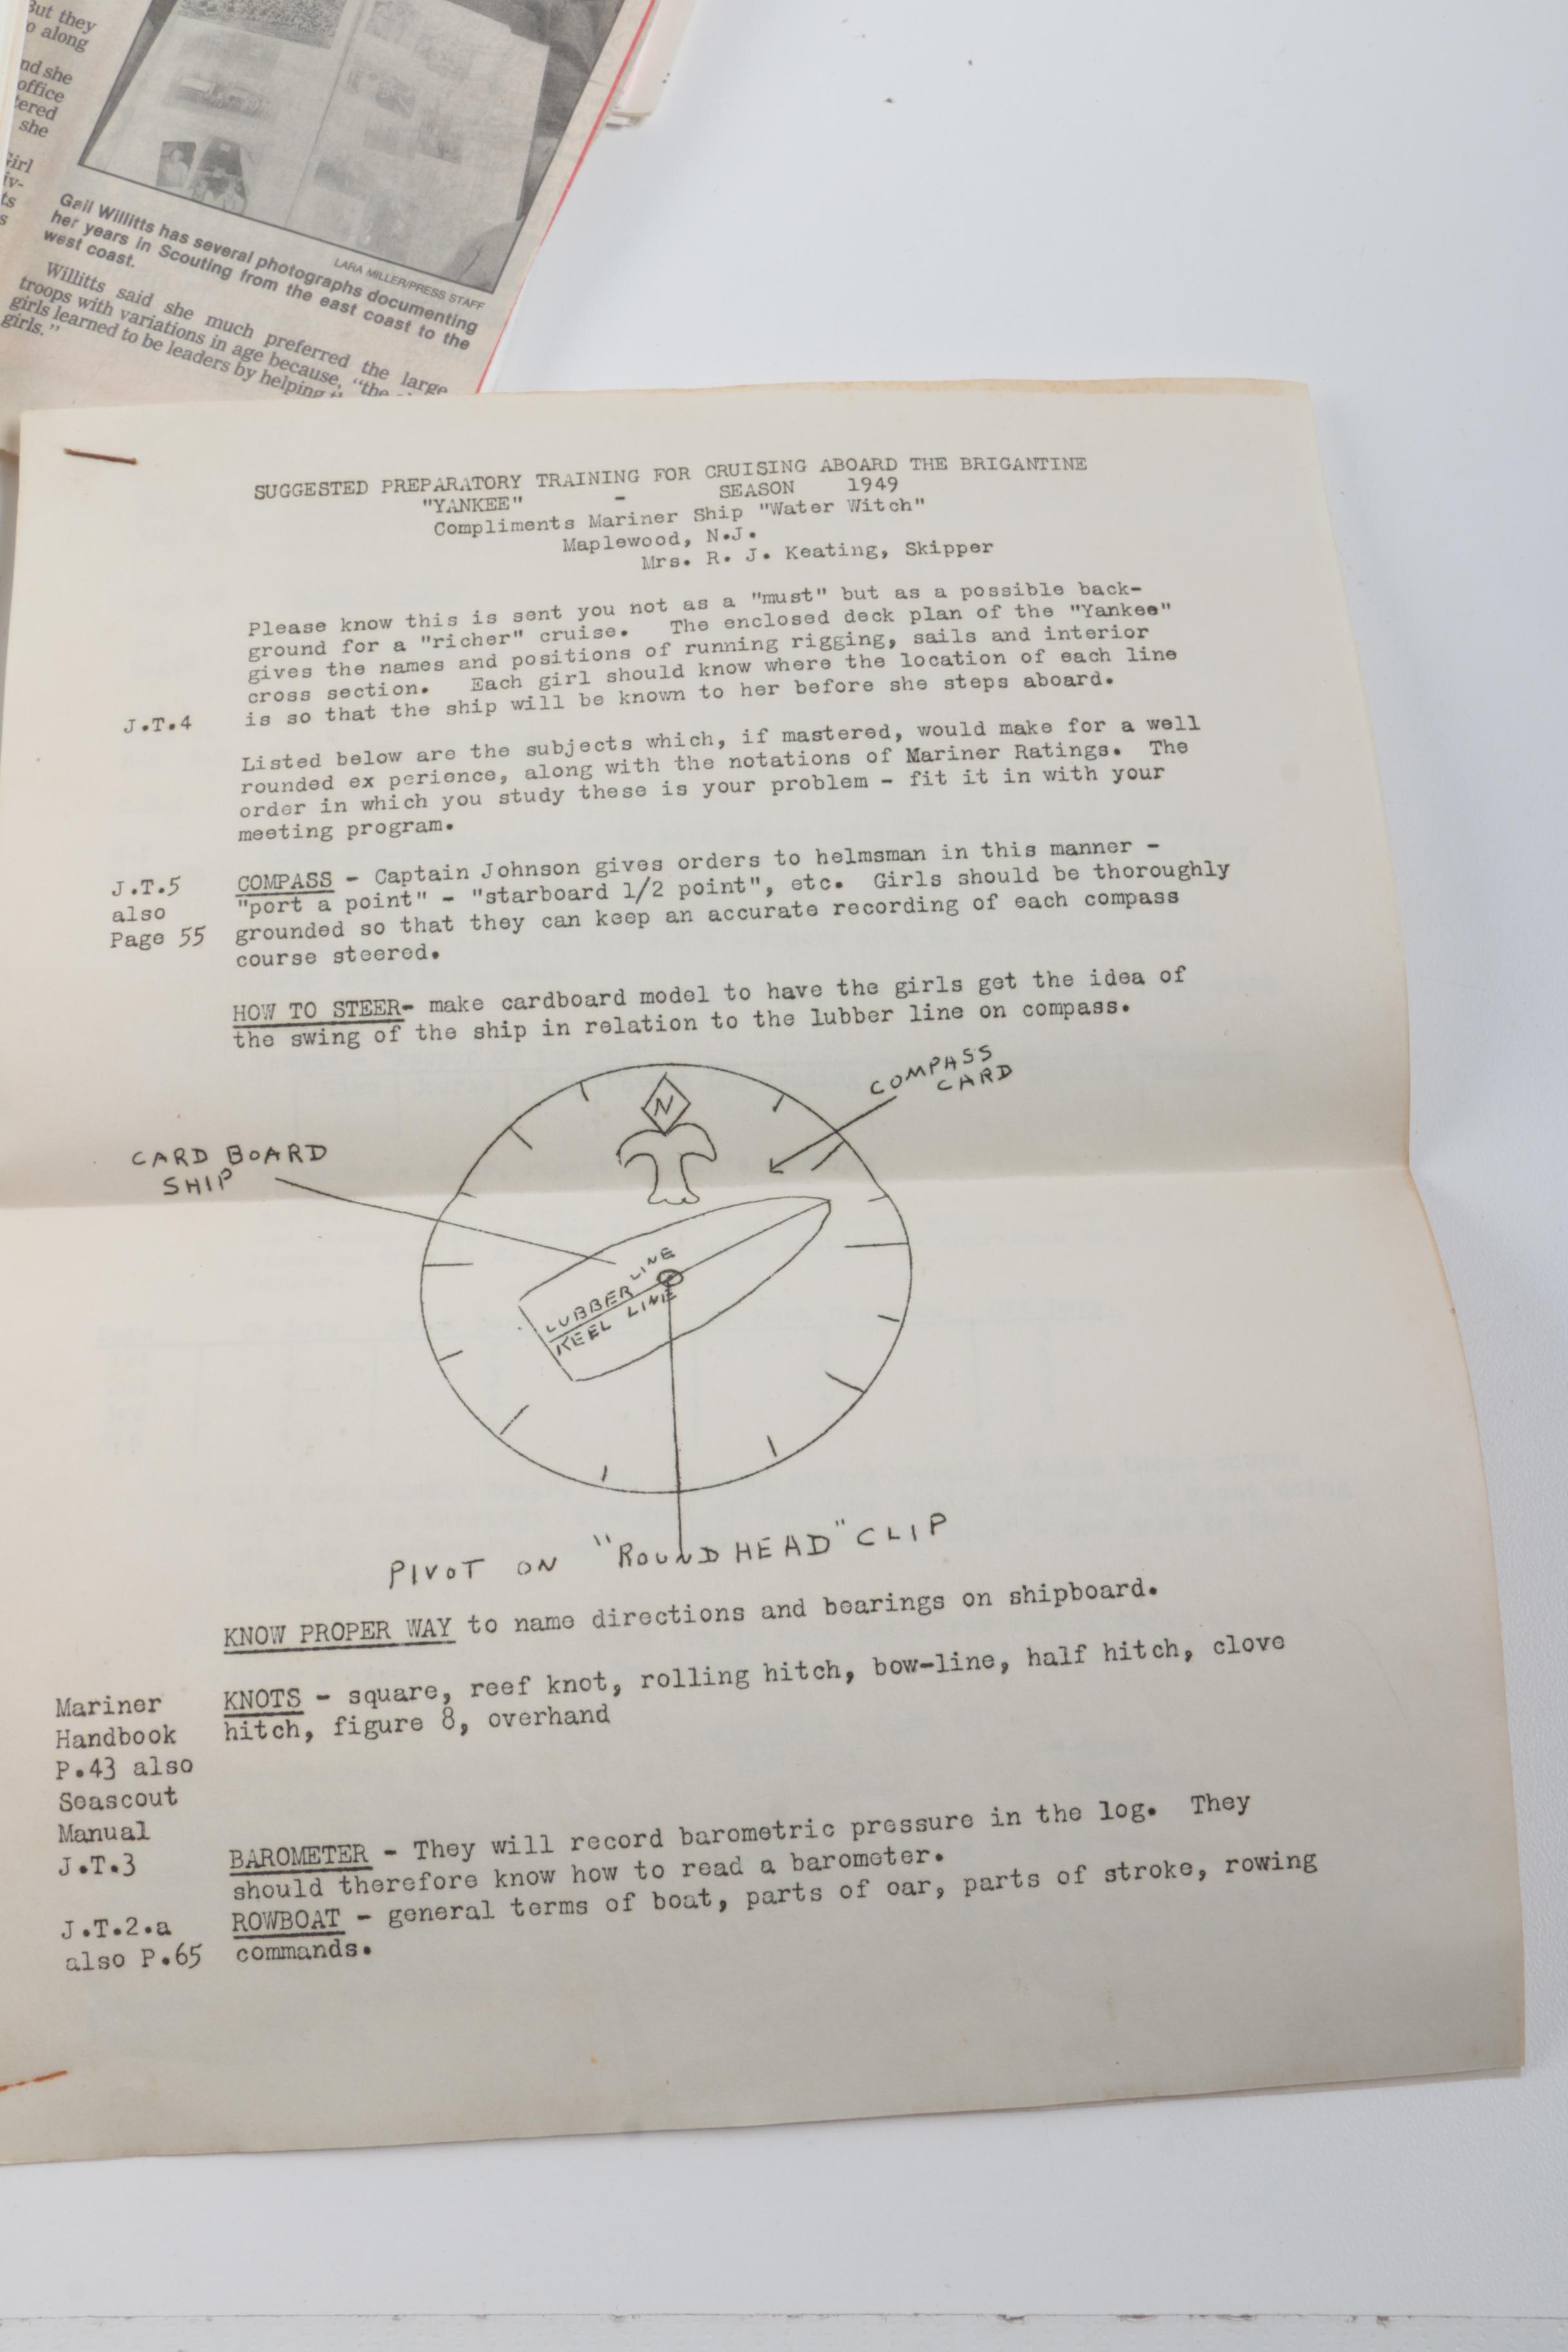 But they
o along
nd she
office
tered
she
Girl
iv-
ts
s
LARA MILLER/PRESS STAFF
Gail Willitts has several photographs documenting
her years in Scouting from the east coast to the
west coast.
Willitts said she much preferred the large
troops with variations in age because, "the
girls learned to be leaders by helping
girls."
SUGGESTED PREPARATORY TRAINING FOR CRUISING ABOARD THE BRIGANTINE
"YANKEE" - SEASON 1949
Compliments Mariner Ship "Water Witch"
Maplewood, N.J.
Mrs. R. J. Keating, Skipper
Please know this is sent you not as a "must" but as a possible back-
ground for a "richer" cruise. The enclosed deck plan of the "Yankee"
gives the names and positions of running rigging, sails and interior
cross section. Each girl should know where the location of each line
J.T.4 is so that the ship will be known to her before she steps aboard.
Listed below are the subjects which, if mastered, would make for a well
rounded ex perience, along with the notations of Mariner Ratings. The
order in which you study these is your problem - fit it in with your
meeting program.
J.T.5 COMPASS - Captain Johnson gives orders to helmsman in this manner -
also "port a point" - "starboard 1/2 point", etc. Girls should be thoroughly
Page 55 grounded so that they can keep an accurate recording of each compass
course steered.
HOW TO STEER- make cardboard model to have the girls get the idea of
the swing of the ship in relation to the lubber line on compass.
COMPASS
CARD
N
CARD BOARD
SHIP
LUBBER LINE
KEEL LINE
PIVOT ON "ROUND HEAD" CLIP
KNOW PROPER WAY to name directions and bearings on shipboard.
Mariner KNOTS - square, reef knot, rolling hitch, bow-line, half hitch, clove
Handbook hitch, figure 8, overhand
P.43 also
Seascout
Manual
J.T.3 BAROMETER - They will record barometric pressure in the log. They
should therefore know how to read a barometer.
J.T.2.a ROWBOAT - general terms of boat, parts of oar, parts of stroke, rowing
also P.65 commands.